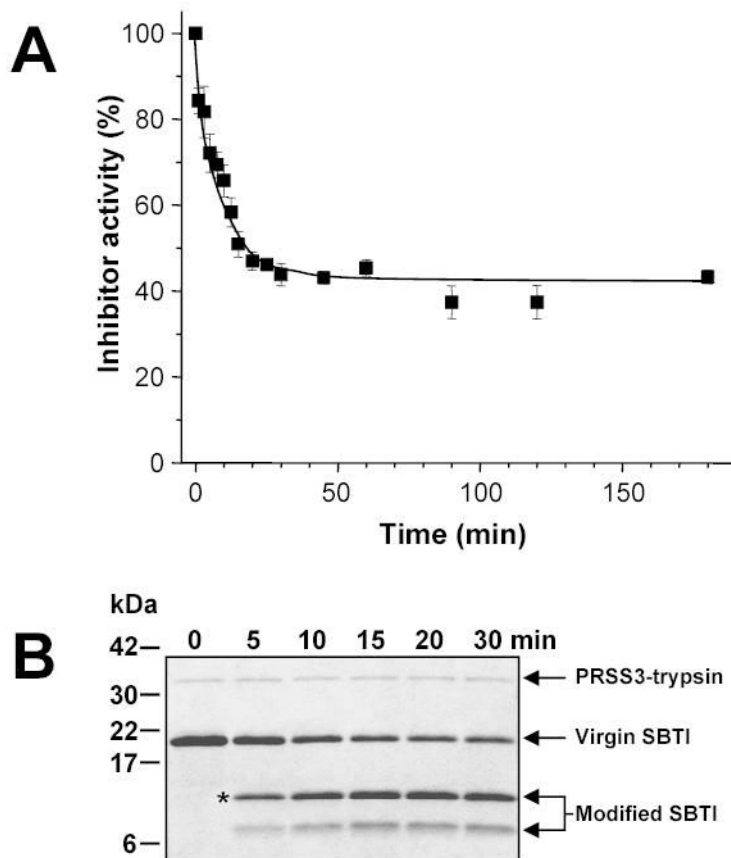 A
100
80
60
40
20
0
Inhibitor activity (%)
0 50 100 150
Time (min)
B
kDa
0 5 10 15 20 30 min
42
30
22
17
6
PRSS3-trypsin
Virgin SBTI
*
Modified SBTI